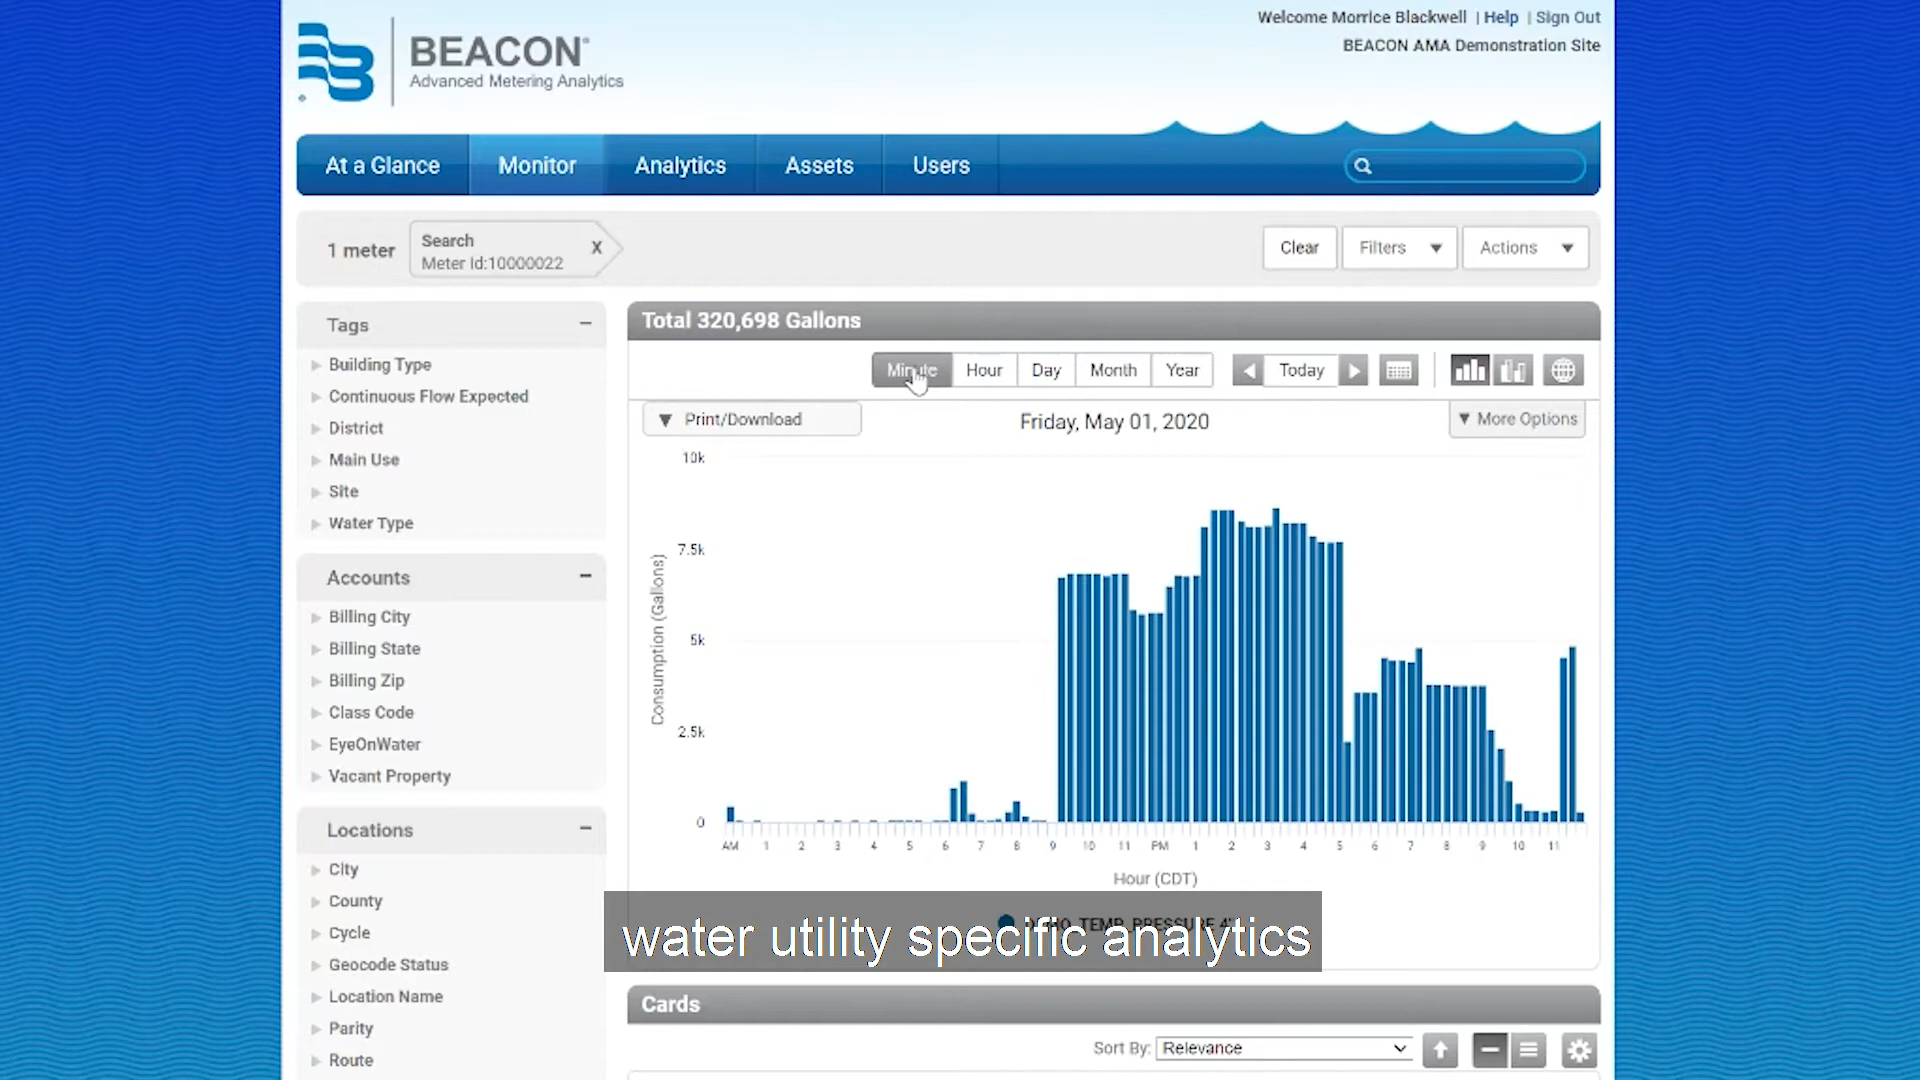 Welcome Morrice Blackwell | Help | Sign Out
BEACON AMA Demonstration Site
BEACON®
Advanced Metering Analytics
At a Glance Monitor Analytics Assets Users
1 meter
Search X
Meter Id:10000022
Clear Filters Actions
Tags
Building Type
Continuous Flow Expected
District
Main Use
Site
Water Type
Accounts
Billing City
Billing State
Billing Zip
Class Code
EyeOnWater
Vacant Property
Locations
City
County
Cycle
Geocode Status
Location Name
Parity
Route
Total 320,698 Gallons
Minute Hour Day Month Year Today
Print/Download Friday, May 01, 2020 More Options
10k
7.5k
5k
2.5k
0
Consumption (Gallons)
AM 1 2 3 4 5 6 7 8 9 10 11 PM 1 2 3 4 5 6 7 8 9 10 11
Hour (CDT)
water utility specific analytics
Cards
Sort By: Relevance